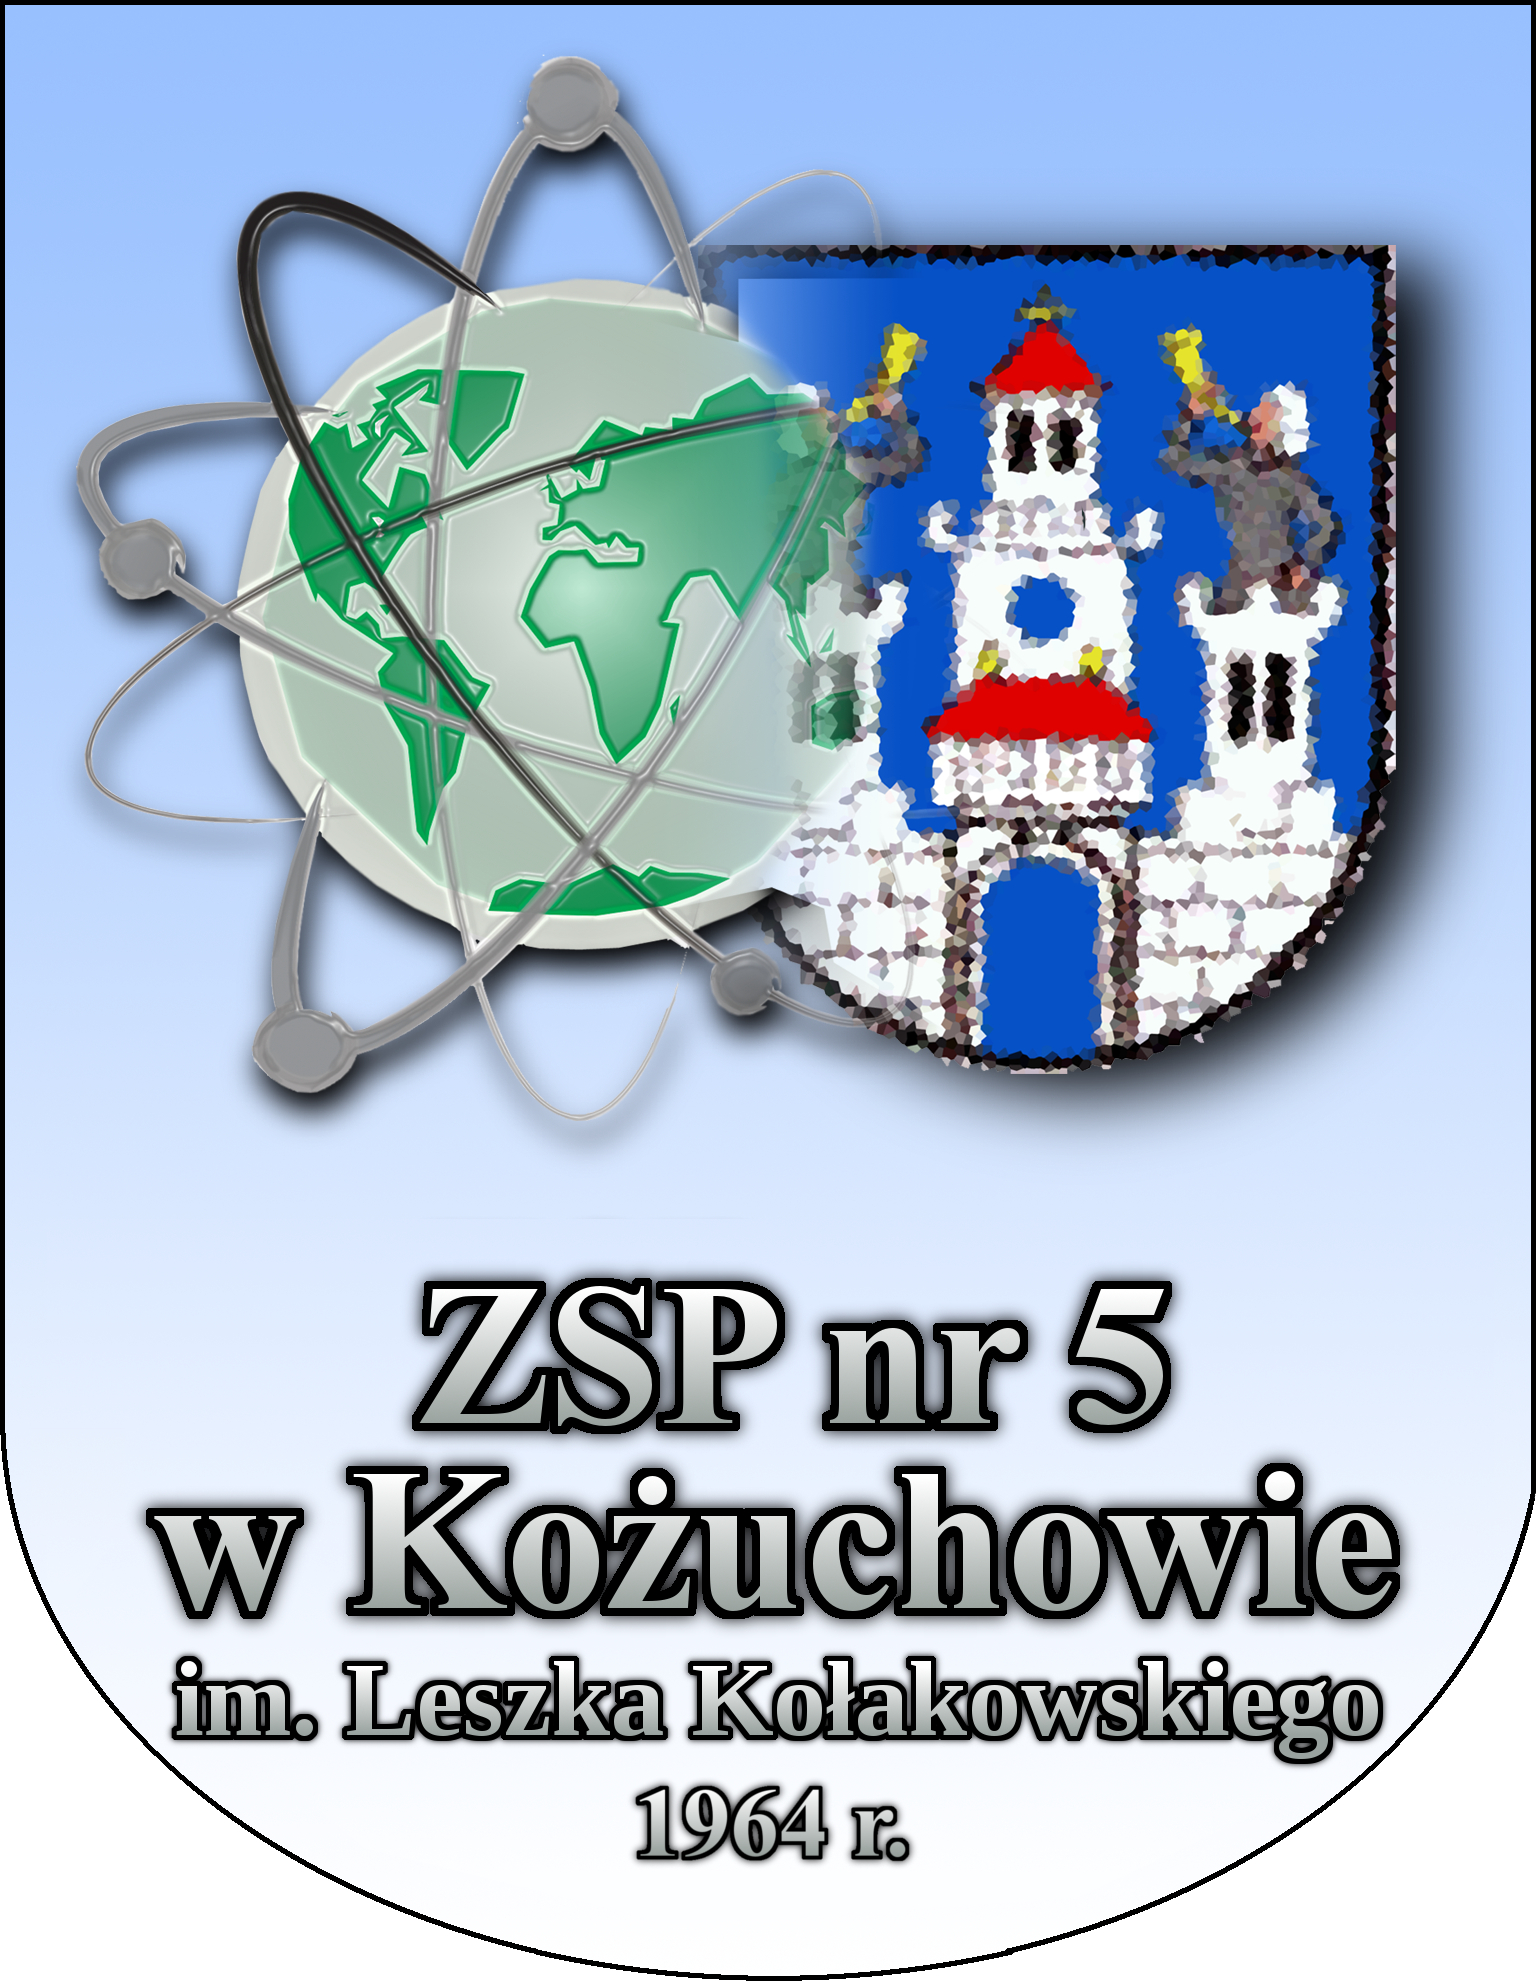 ZSP nr 5
w Kożuchowie
im. Leszka Kołakowskiego
1964 r.